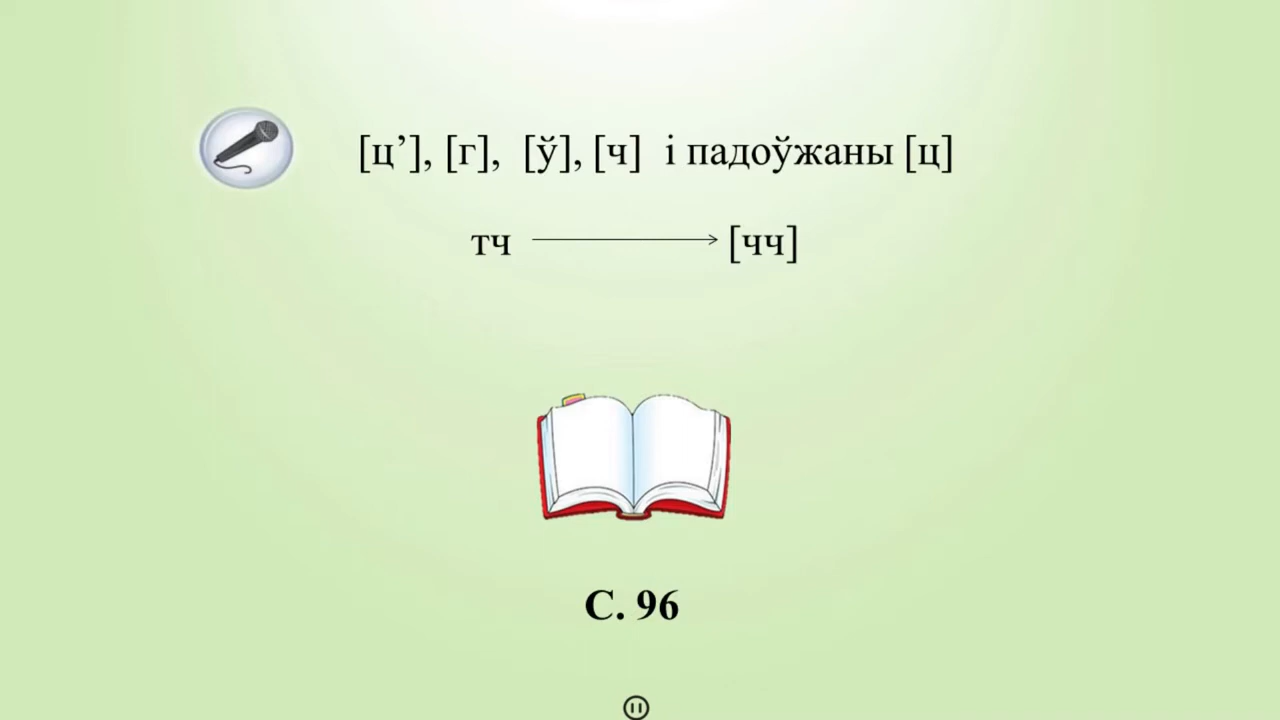 [ц’], [г], [ў], [ч] і падоўжаны [ц]
тч → [чч]
С. 96